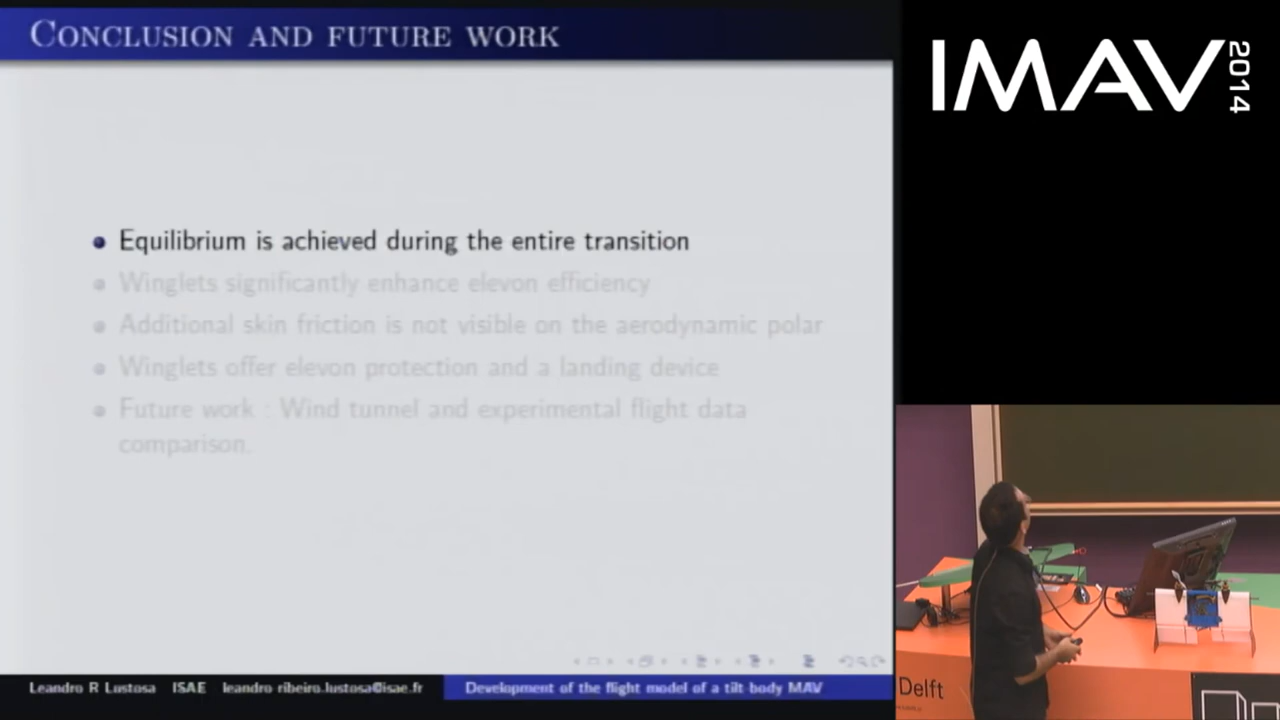 CONCLUSION AND FUTURE WORK
IMAV 2014
Equilibrium is achieved during the entire transition
Winglets significantly enhance elevon efficiency
Additional skin friction is not visible on the aerodynamic polar
Winglets offer elevon protection and a landing device
Future work : Wind tunnel and experimental flight data
comparison.
Leandro R Lustosa ISAE leandro ribeiro.lustosa@isae.fr
Development of the flight model of a tilt body MAV
Delft